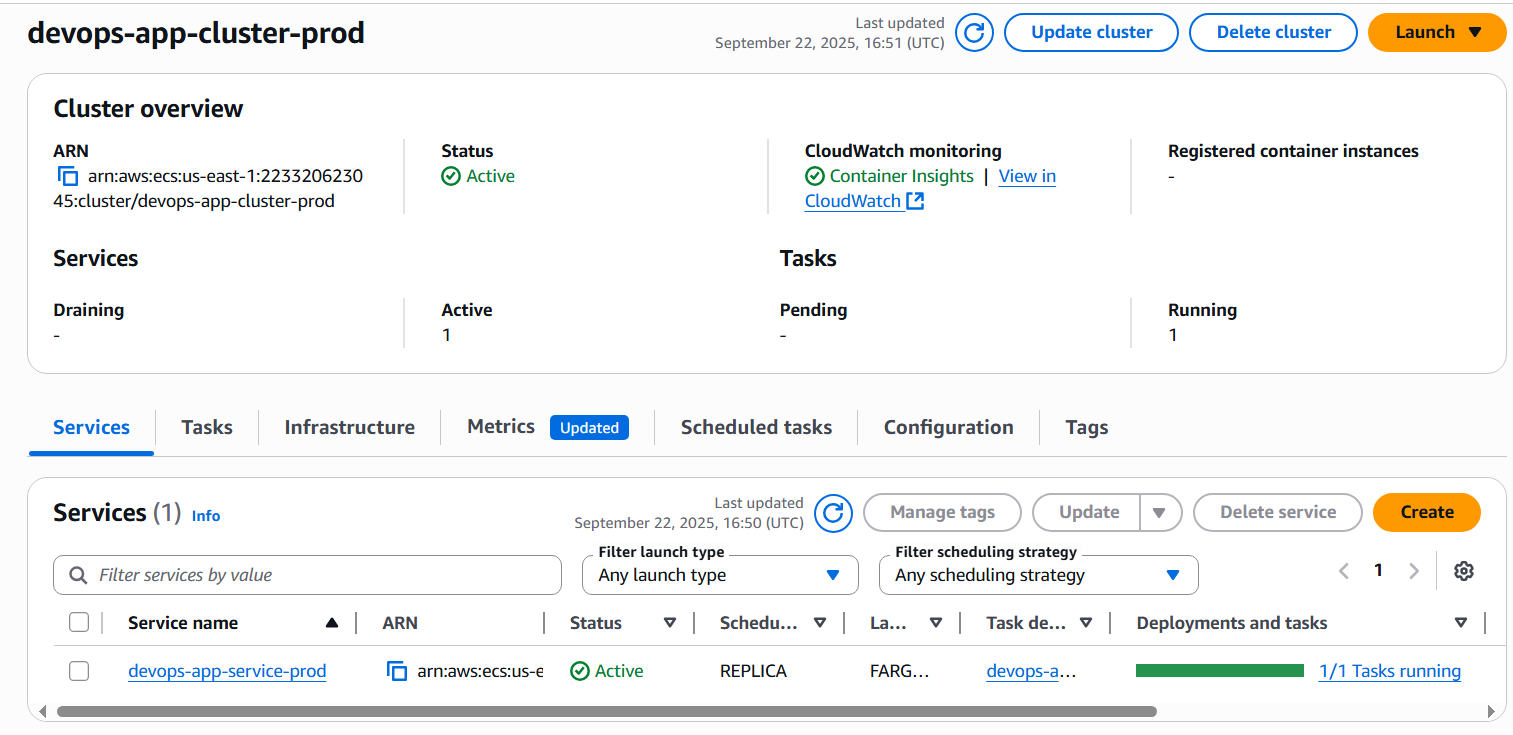 devops-app-cluster-prod
Last updated
September 22, 2025, 16:51 (UTC)
Update cluster
Delete cluster
Launch
Cluster overview
ARN
arn:aws:ecs:us-east-1:2233206230
45:cluster/devops-app-cluster-prod
Status
Active
CloudWatch monitoring
Container Insights | View in
CloudWatch
Registered container instances
-
Services
Tasks
Draining
-
Active
1
Pending
-
Running
1
Services
Tasks
Infrastructure
Metrics
Updated
Scheduled tasks
Configuration
Tags
Services (1) Info
Last updated
September 22, 2025, 16:50 (UTC)
Manage tags
Update
Delete service
Create
Filter services by value
Filter launch type
Any launch type
Filter scheduling strategy
Any scheduling strategy
1
Service name
ARN
Status
Schedu...
La...
Task de...
Deployments and tasks
devops-app-service-prod
arn:aws:ecs:us-e
Active
REPLICA
FARG...
devops-a...
1/1 Tasks running